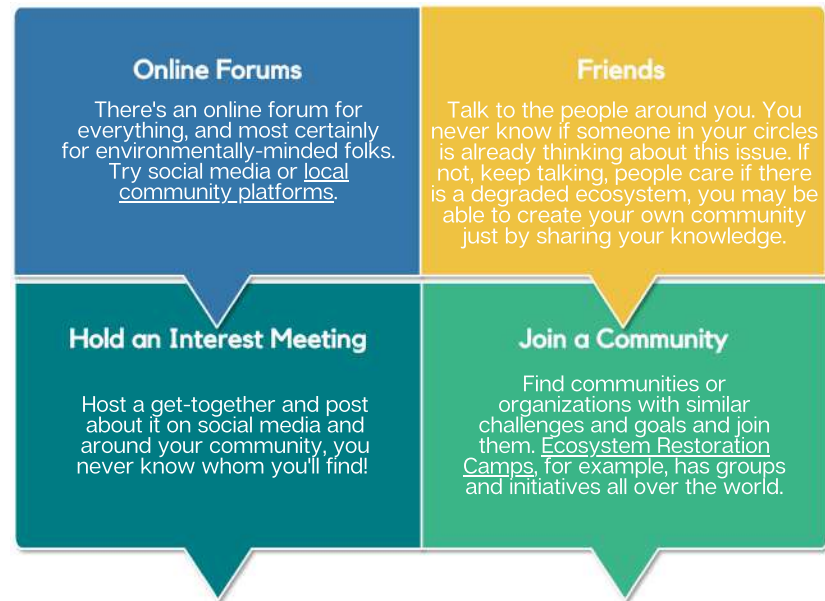 Online Forums
There's an online forum for
everything, and most certainly
for environmentally-minded folks.
Try social media or local
community platforms.
Friends
Talk to the people around you. You
never know if someone in your circles
is already thinking about this issue. If
not, keep talking, people care if there
is a degraded ecosystem, you may be
able to create your own community
just by sharing your knowledge.
Hold an Interest Meeting
Host a get-together and post
about it on social media and
around your community, you
never know whom you'll find!
Join a Community
Find communities or
organizations with similar
challenges and goals and join
them. Ecosystem Restoration
Camps, for example, has groups
and initiatives all over the world.